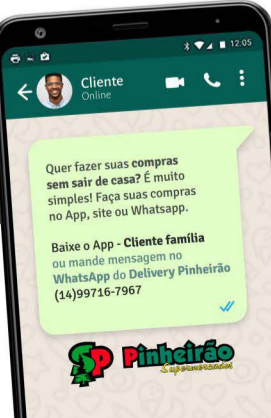 12:05
Cliente
Online
Quer fazer suas compras
sem sair de casa? É muito
simples! Faça suas compras
no App, site ou Whatsapp.
Baixe o App - Cliente família
ou mande mensagem no
WhatsApp do Delivery Pinheirão
(14)99716-7967
SP Pinheirão
Supermercados